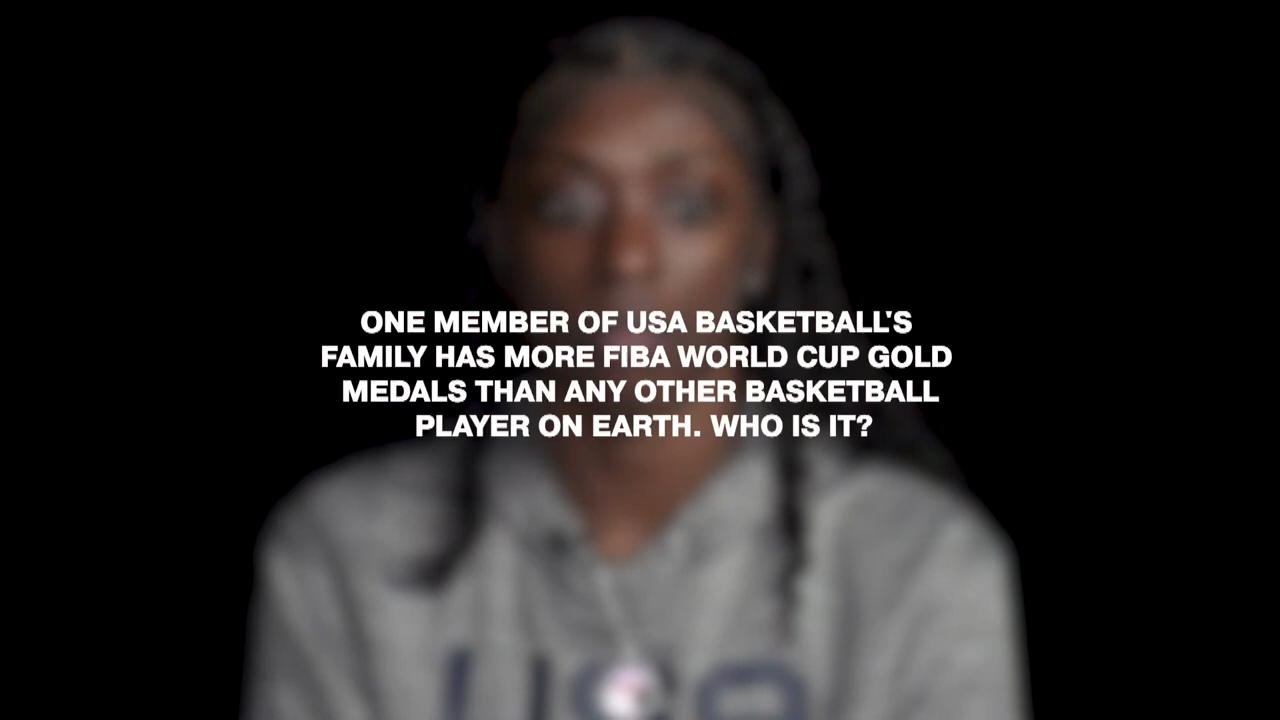 ONE MEMBER OF USA BASKETBALL'S
FAMILY HAS MORE FIBA WORLD CUP GOLD
MEDALS THAN ANY OTHER BASKETBALL
PLAYER ON EARTH. WHO IS IT?
USA